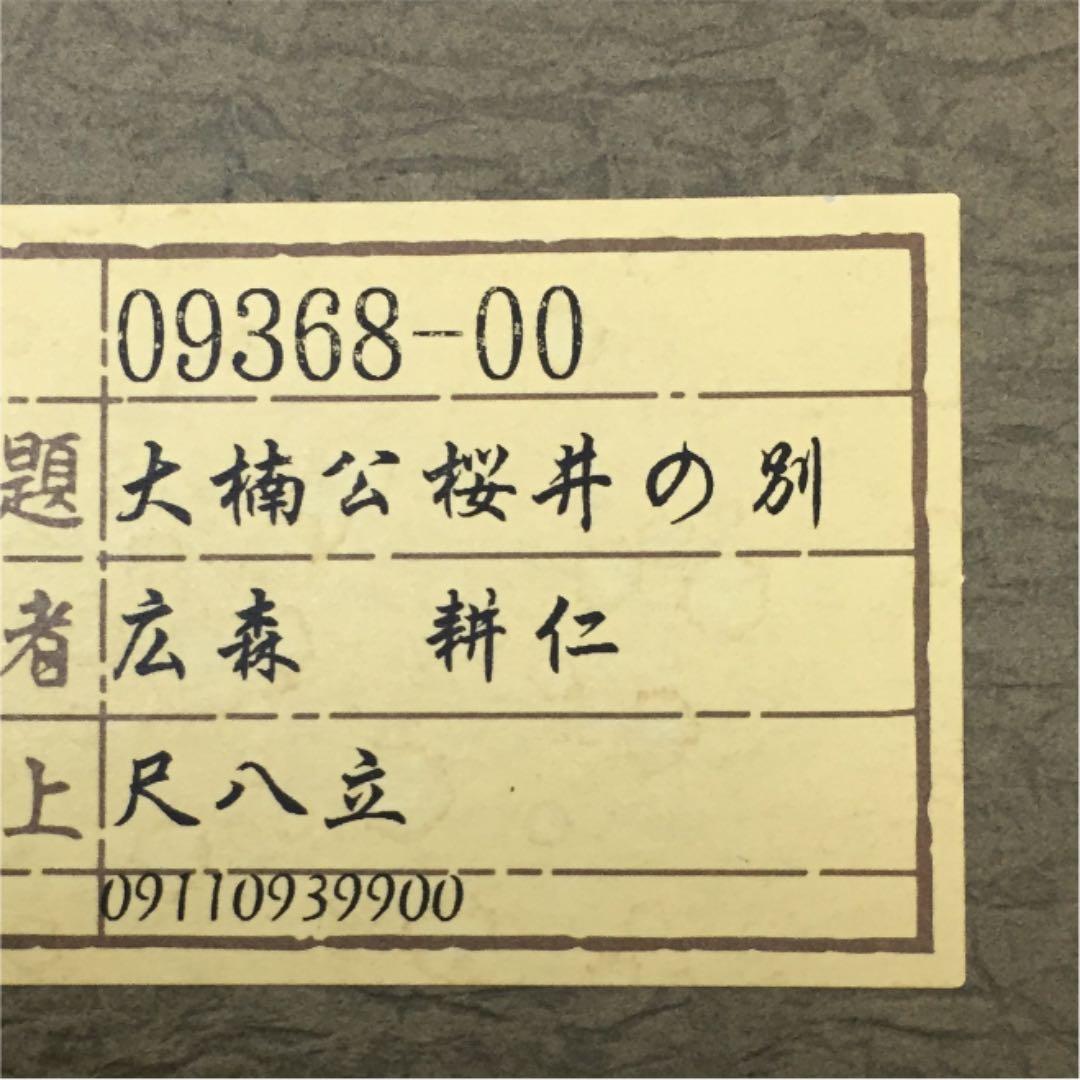 09368-00
題 大楠公桜井の別
者 広森 耕仁
上 尺八立
09110939900